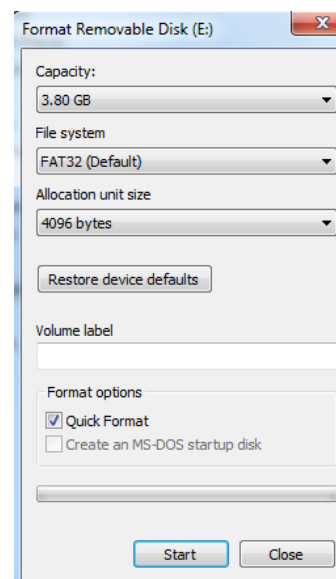 Format Removable Disk (E:)
Capacity:
3.80 GB
File system
FAT32 (Default)
Allocation unit size
4096 bytes
Restore device defaults
Volume label
Format options
Quick Format
Create an MS-DOS startup disk
Start Close